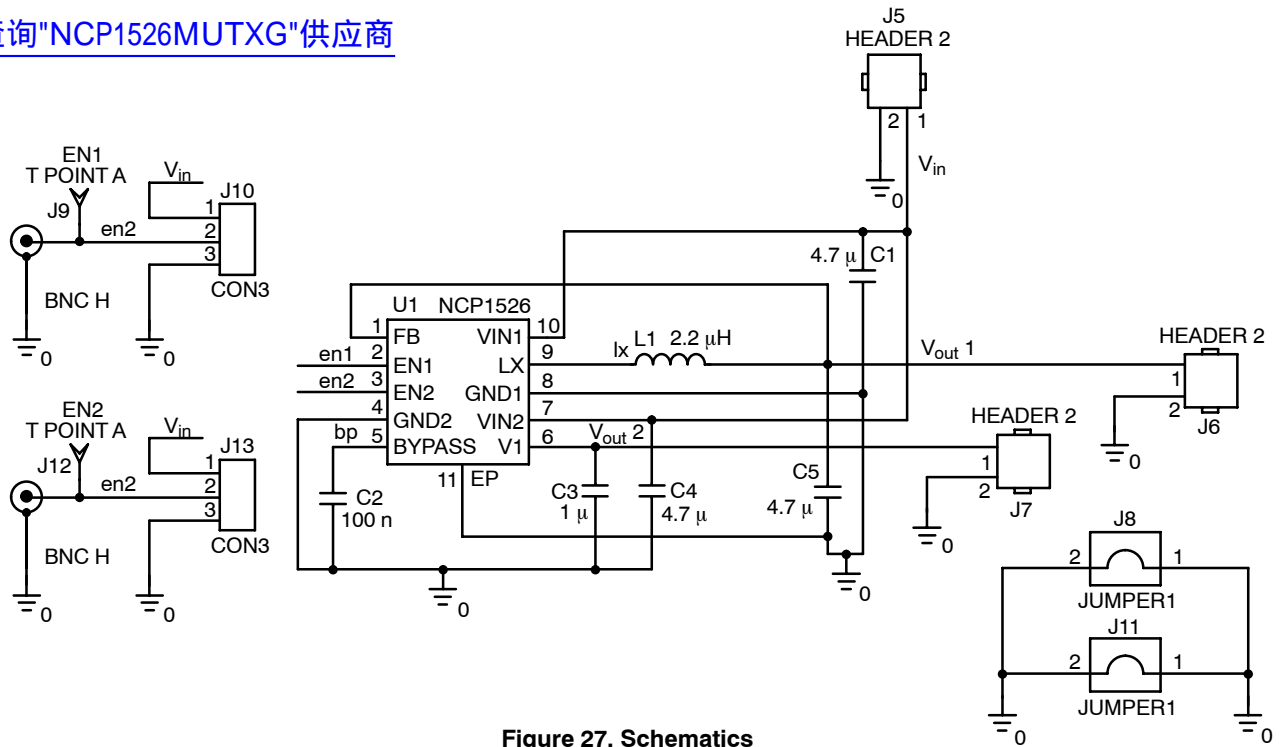 查询"NCP1526MUTXG"供应商
J5
HEADER 2
2 1
V_in
0
EN1
T POINT A
J9
en2
BNC H
0
V_in
J10
1
2
3
CON3
0
EN2
T POINT A
J12
en2
BNC H
0
V_in
J13
1
2
3
CON3
0
U1 NCP1526
1 FB
en1 2 EN1
en2 3 EN2
4 GND2
bp 5 BYPASS
VIN1 10
LX 9
GND1 8
VIN2 7
V1 6
11 EP
lx L1 2.2 μH
4.7 μ C1
V_out 1
V_out 2
C2
100 n
C3
1 μ
C4
4.7 μ
C5
4.7 μ
0
0
HEADER 2
1
2
J6
0
HEADER 2
1
2
J7
0
J8
2 1
JUMPER1
J11
2 1
JUMPER1
0
0
Figure 27. Schematics